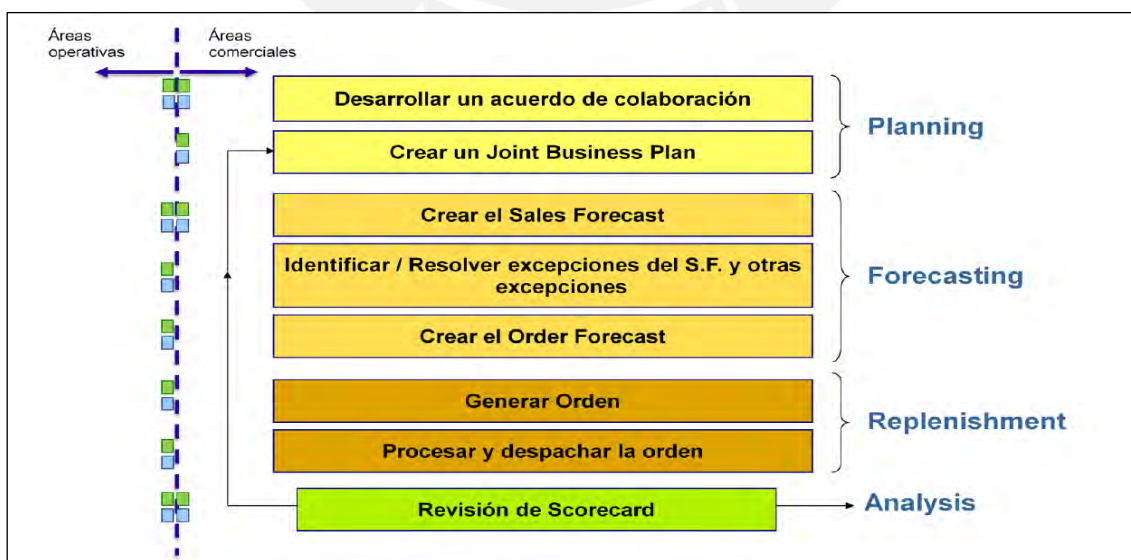 Áreas
operativas
Áreas
comerciales
Desarrollar un acuerdo de colaboración
Crear un Joint Business Plan
Planning
Crear el Sales Forecast
Identificar / Resolver excepciones del S.F. y otras
excepciones
Crear el Order Forecast
Forecasting
Generar Orden
Procesar y despachar la orden
Replenishment
Revisión de Scorecard
Analysis